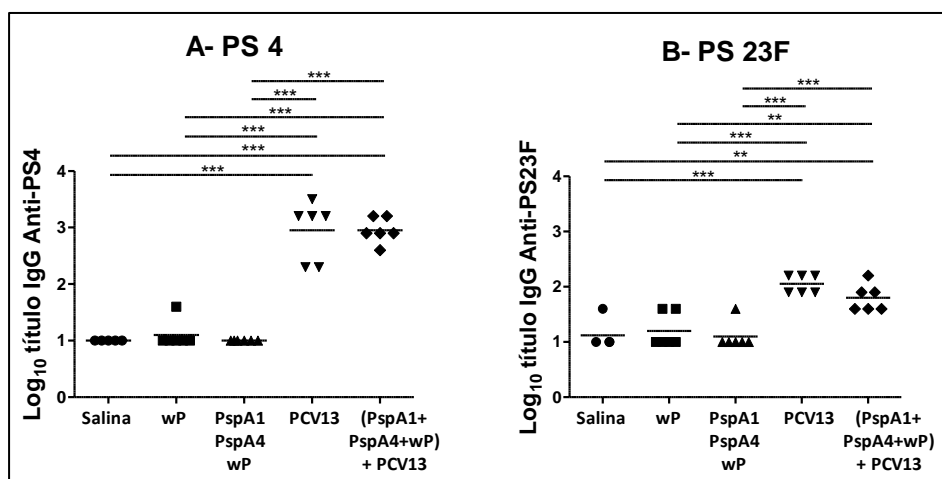 A- PS 4
***
***
***
***
***
***
Log10 título IgG Anti-PS4
4
3
2
1
0
Salina
wP
PspA1
PspA4
wP
PCV13
(PspA1+
PspA4+wP)
+ PCV13
B- PS 23F
***
***
**
***
**
***
Log10 título IgG Anti-PS23F
4
3
2
1
0
Salina
wP
PspA1
PspA4
wP
PCV13
(PspA1+
PspA4+wP)
+ PCV13